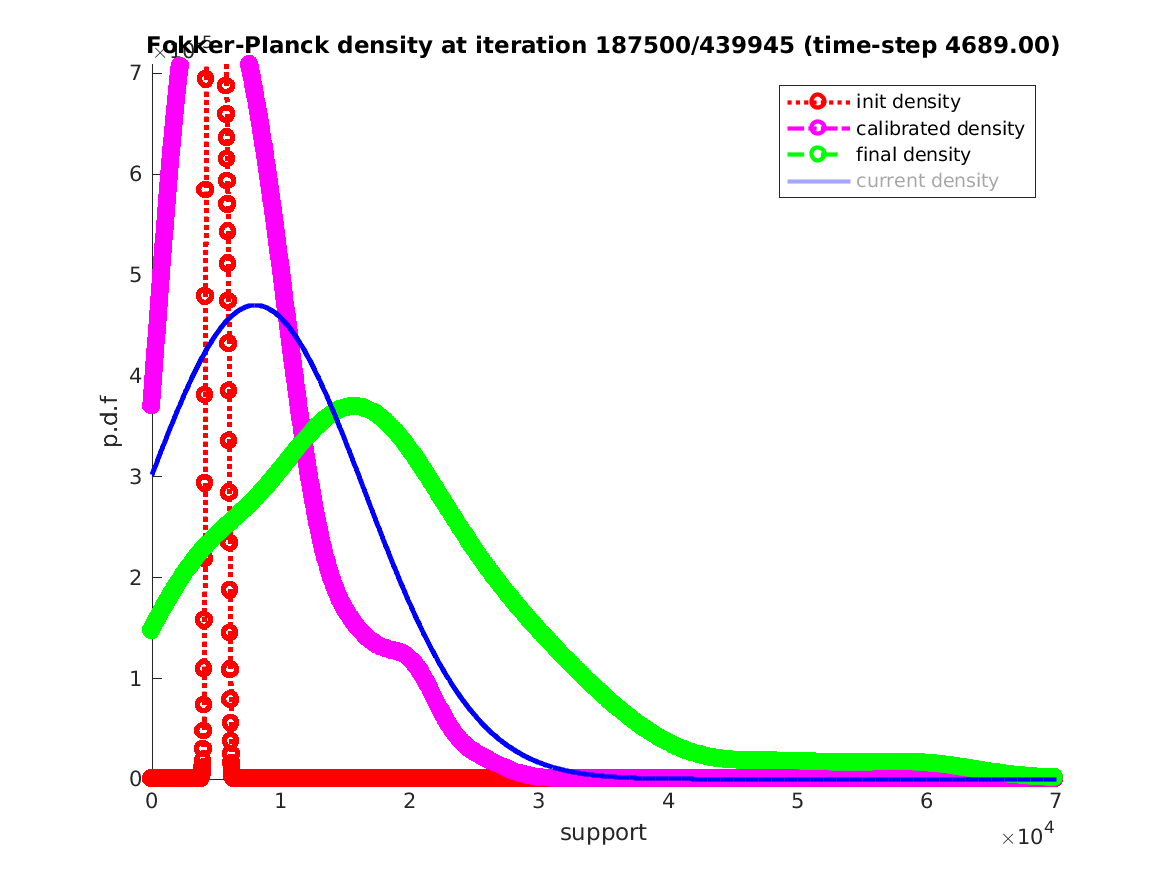 Fokker-Planck density at iteration 187500/439945 (time-step 4689.00)
×10-5
init density
calibrated density
final density
current density
7
6
5
4
3
2
1
0
p.d.f
0 1 2 3 4 5 6 7
support
×10^4